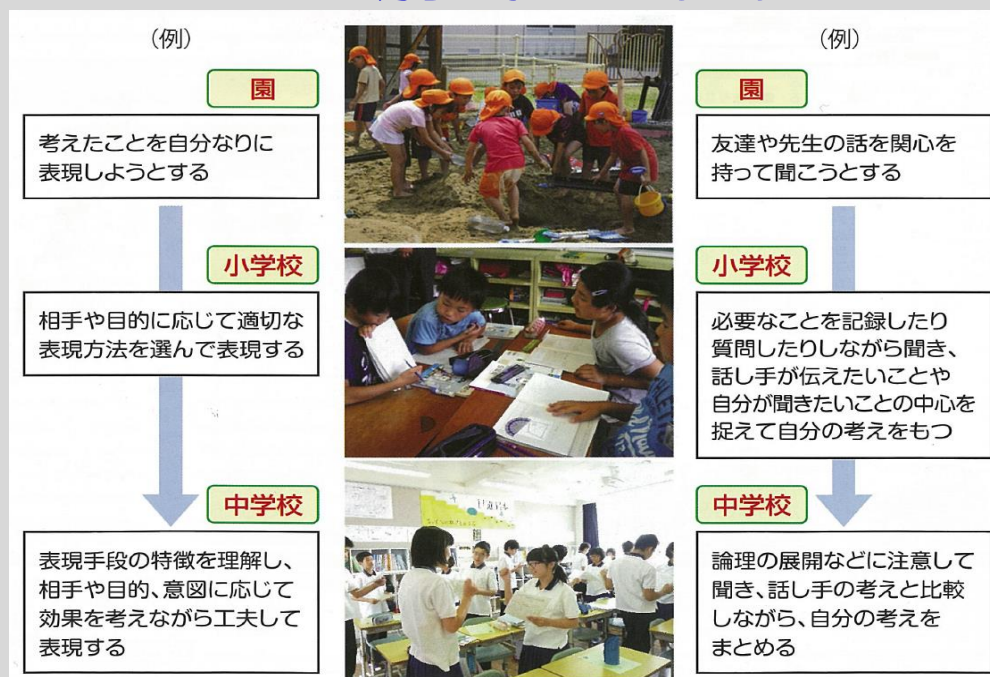 (例)
園
考えたことを自分なりに
表現しようとする
小学校
相手や目的に応じて適切な
表現方法を選んで表現する
中学校
表現手段の特徴を理解し、
相手や目的、意図に応じて
効果を考えながら工夫して
表現する
(例)
園
友達や先生の話を関心を
持って聞こうとする
小学校
必要なことを記録したり
質問したりしながら聞き、
話し手が伝えたいことや
自分が聞きたいことの中心を
捉えて自分の考えをもつ
中学校
論理の展開などに注意して
聞き、話し手の考えと比較
しながら、自分の考えを
まとめる